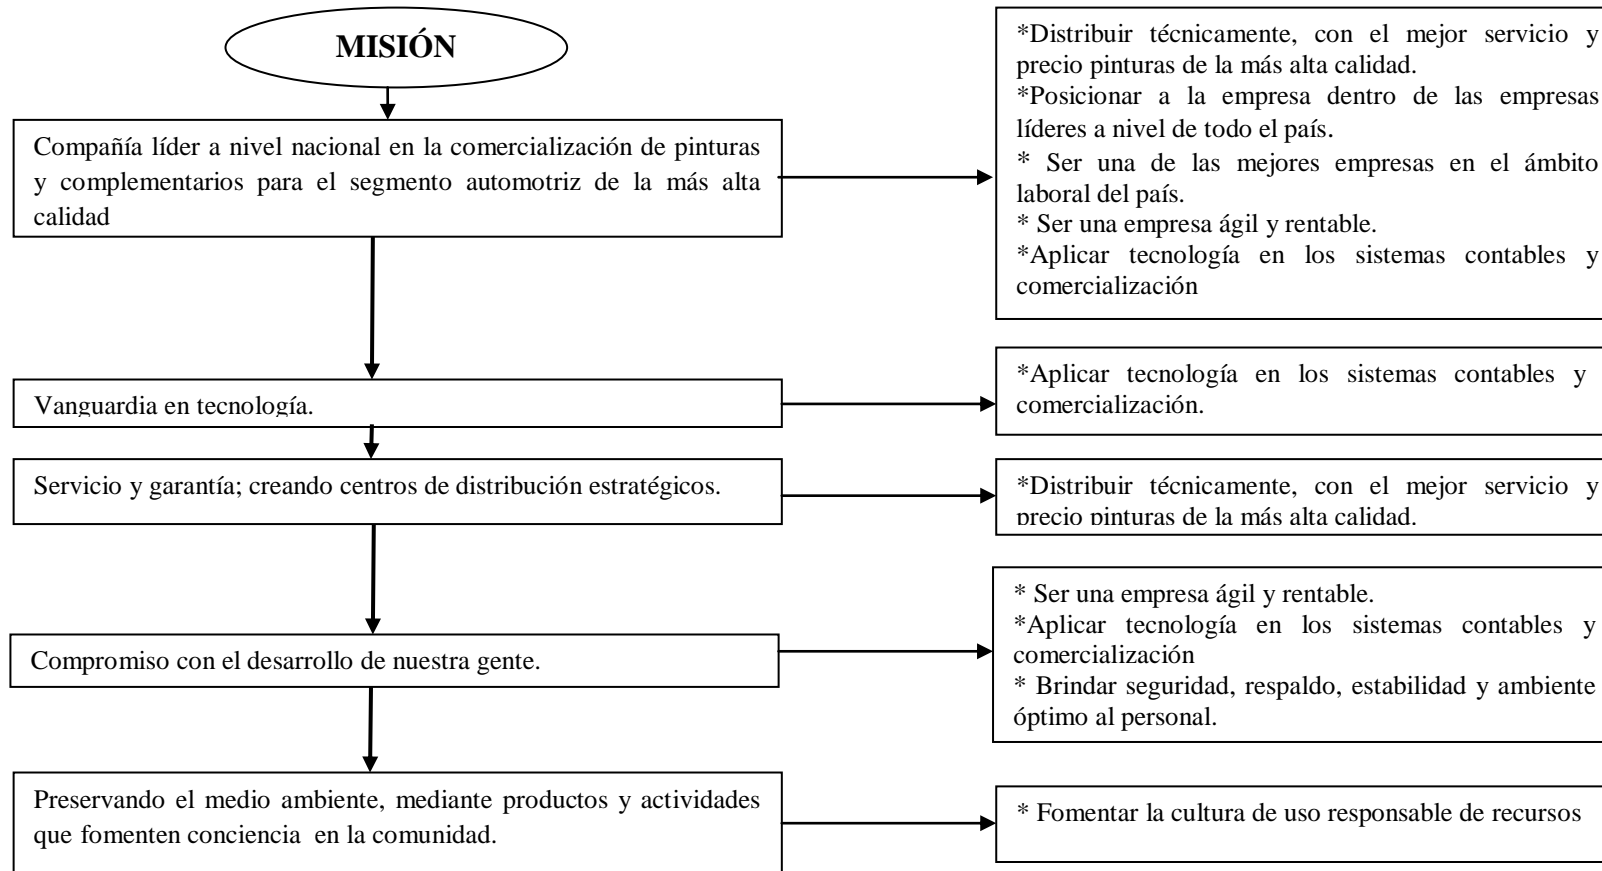 MISIÓN
Compañía líder a nivel nacional en la comercialización de pinturas
y complementarios para el segmento automotriz de la más alta
calidad
*Distribuir técnicamente, con el mejor servicio y
precio pinturas de la más alta calidad.
*Posicionar a la empresa dentro de las empresas
líderes a nivel de todo el país.
* Ser una de las mejores empresas en el ámbito
laboral del país.
* Ser una empresa ágil y rentable.
*Aplicar tecnología en los sistemas contables y
comercialización
Vanguardia en tecnología.
*Aplicar tecnología en los sistemas contables y
comercialización.
Servicio y garantía; creando centros de distribución estratégicos.
*Distribuir técnicamente, con el mejor servicio y
precio pinturas de la más alta calidad.
Compromiso con el desarrollo de nuestra gente.
* Ser una empresa ágil y rentable.
*Aplicar tecnología en los sistemas contables y
comercialización
* Brindar seguridad, respaldo, estabilidad y ambiente
óptimo al personal.
Preservando el medio ambiente, mediante productos y actividades
que fomenten conciencia en la comunidad.
* Fomentar la cultura de uso responsable de recursos